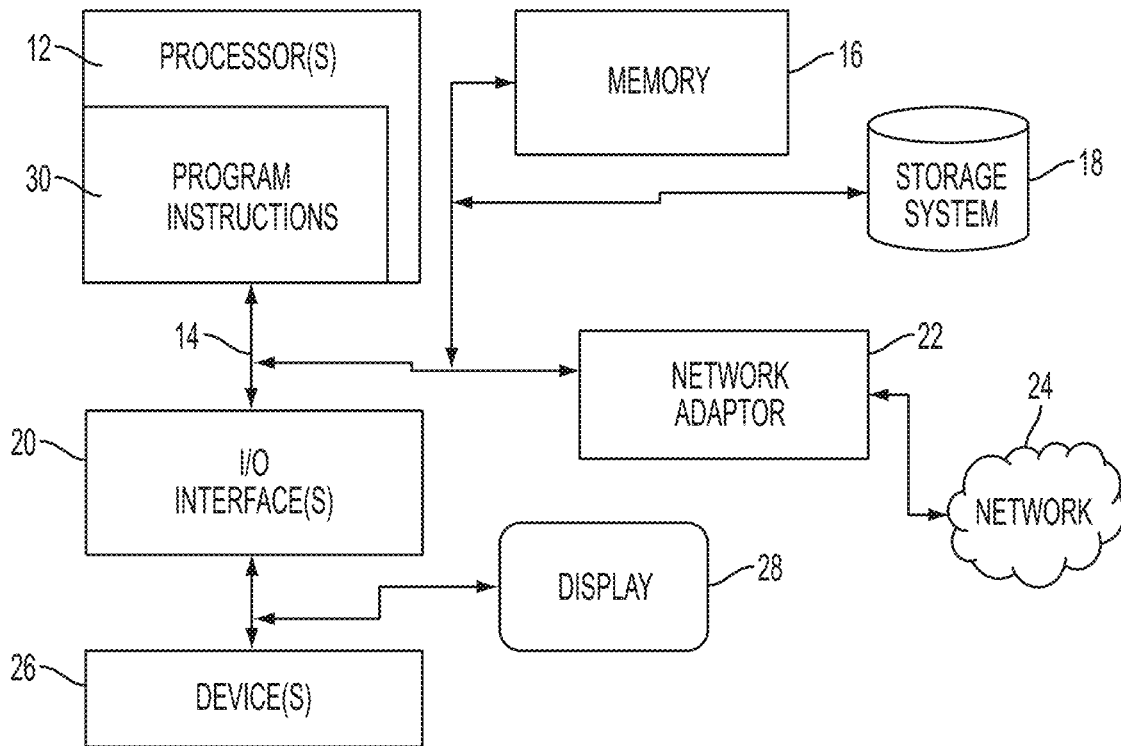 12
PROCESSOR(S)
30
PROGRAM
INSTRUCTIONS
MEMORY
16
STORAGE
SYSTEM
18
14
NETWORK
ADAPTOR
22
24
NETWORK
20
I/O
INTERFACE(S)
DISPLAY
28
26
DEVICE(S)